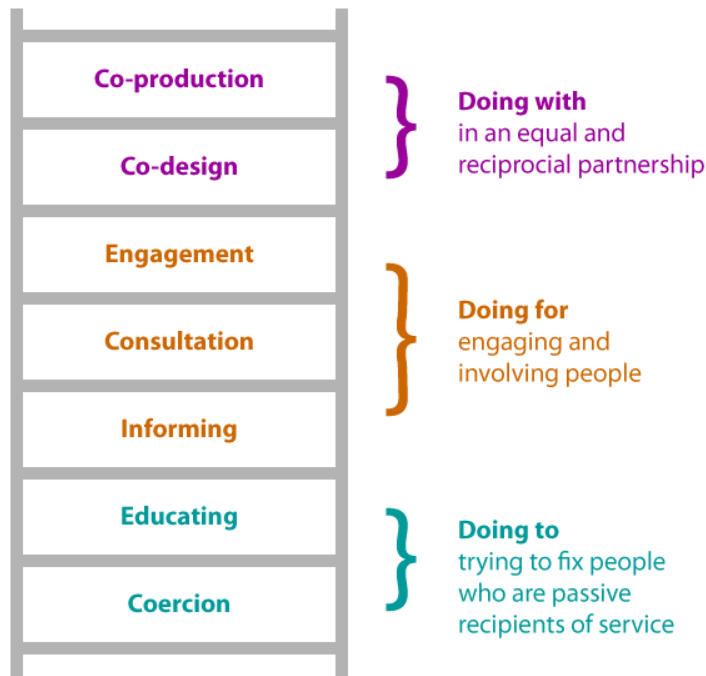 Co-production
Co-design
Engagement
Consultation
Informing
Educating
Coercion
Doing with
in an equal and
reciprocial partnership
Doing for
engaging and
involving people
Doing to
trying to fix people
who are passive
recipients of service